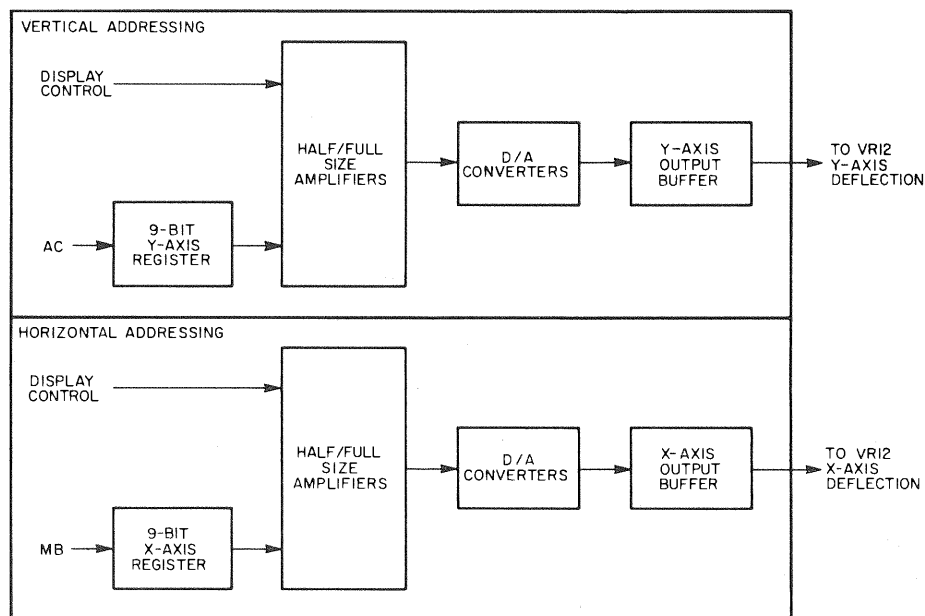 VERTICAL ADDRESSING
DISPLAY
CONTROL
HALF/FULL
SIZE
AMPLIFIERS
D/A
CONVERTERS
Y-AXIS
OUTPUT
BUFFER
TO VR12
Y-AXIS
DEFLECTION
AC
9-BIT
Y-AXIS
REGISTER
HORIZONTAL ADDRESSING
DISPLAY
CONTROL
HALF/FULL
SIZE
AMPLIFIERS
D/A
CONVERTERS
X-AXIS
OUTPUT
BUFFER
TO VR12
X-AXIS
DEFLECTION
MB
9-BIT
X-AXIS
REGISTER